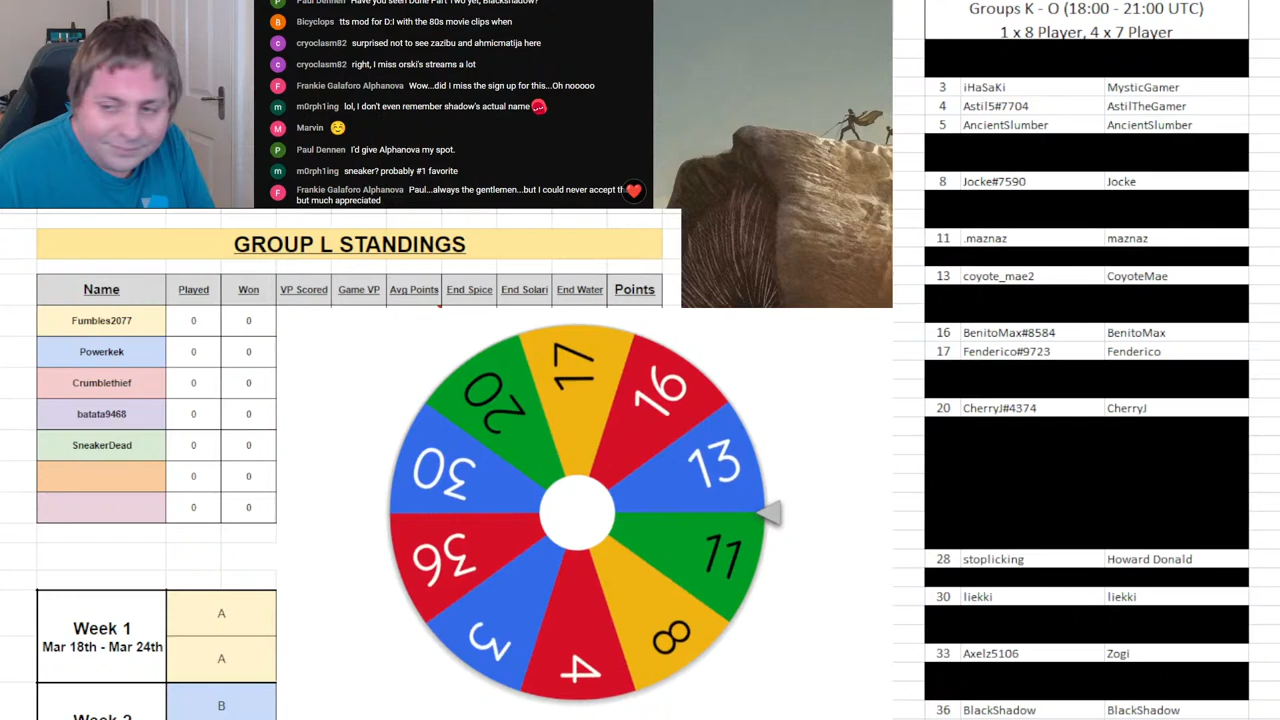 Paul Dennen Have you seen Dune Part Two yet, Blackshadow?
Bicyclops tts mod for D:I with the 80s movie clips when
cryoclasm82 surprised not to see zazibu and ahmicmatija here
cryoclasm82 right, I miss orski's streams a lot
Frankie Galaforo Alphanova Wow...did I miss the sign up for this...Oh nooooo
m0rph1ing lol, I don't even remember shadow's actual name
Marvin
Paul Dennen I'd give Alphanova my spot.
m0rph1ing sneaker? probably #1 favorite
Frankie Galaforo Alphanova Paul...always the gentlemen...but I could never accept
but much appreciated
GROUP L STANDINGS
Name Played Won VP Scored Game VP Avg Points End Spice End Solari End Water Points
Fumbles2077 0 0
Powerkek 0 0
Crumblethief 0 0
batata9468 0 0
SneakerDead 0 0
0 0
0 0
Week 1
Mar 18th - Mar 24th
A
A
Week 2
B
17
16
13
11
8
4
3
36
30
20
Groups K - O (18:00 - 21:00 UTC)
1 x 8 Player, 4 x 7 Player
3 iHaSaKi MysticGamer
4 Astil5#7704 AstilTheGamer
5 AncientSlumber AncientSlumber
8 Jocke#7590 Jocke
11 .maznaz maznaz
13 coyote_mae2 CoyoteMae
16 BenitoMax#8584 BenitoMax
17 Fenderico#9723 Fenderico
20 CherryJ#4374 CherryJ
28 stoplicking Howard Donald
30 liekki liekki
33 Axelz5106 Zogi
36 BlackShadow BlackShadow